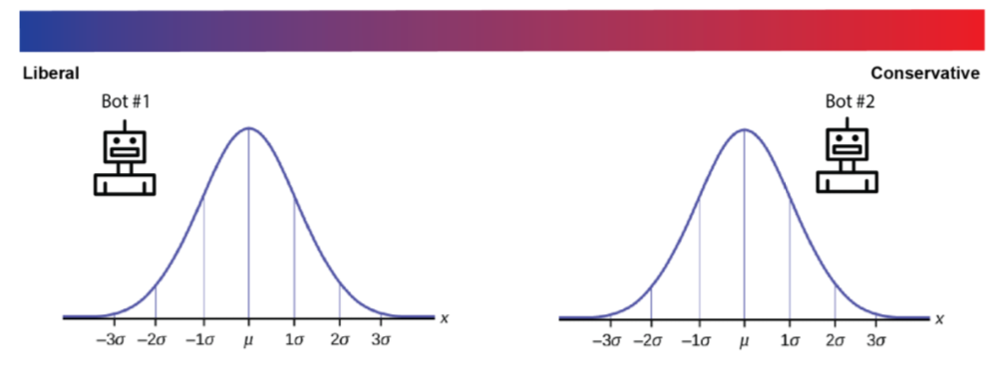 Liberal
Conservative
Bot #1
Bot #2
x
x
−3σ −2σ −1σ μ 1σ 2σ 3σ
−3σ −2σ −1σ μ 1σ 2σ 3σ